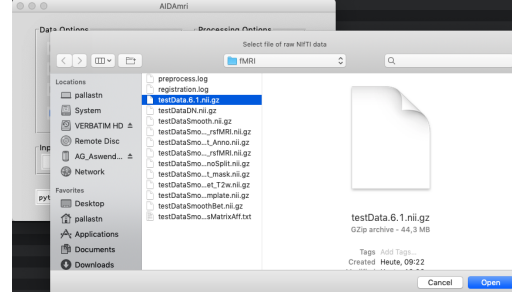 AIDAmri
Data Options
Processing Options
Select file of raw NIfTI data
fMRI
Locations
pallastn
System
VERBATIM HD
Remote Disc
AG_Aswend...
Network
Favorites
Desktop
pallastn
Applications
Documents
Downloads
preprocess.log
registration.log
testData.6.1.nii.gz
testDataDN.nii.gz
testDataSmooth.nii.gz
testDataSmo..._rsfMRI.nii.gz
testDataSmo...t_Anno.nii.gz
testDataSmo..._rsfMRI.nii.gz
testDataSmo...noSplit.nii.gz
testDataSmo...t_mask.nii.gz
testDataSmo...et_T2w.nii.gz
testDataSmo...mplate.nii.gz
testDataSmoothBet.nii.gz
testDataSmo...sMatrixAff.txt
testData.6.1.nii.gz
GZip archive - 44,3 MB
Tags Add Tags...
Created Heute, 09:22
Inp
pyt
Cancel
Open